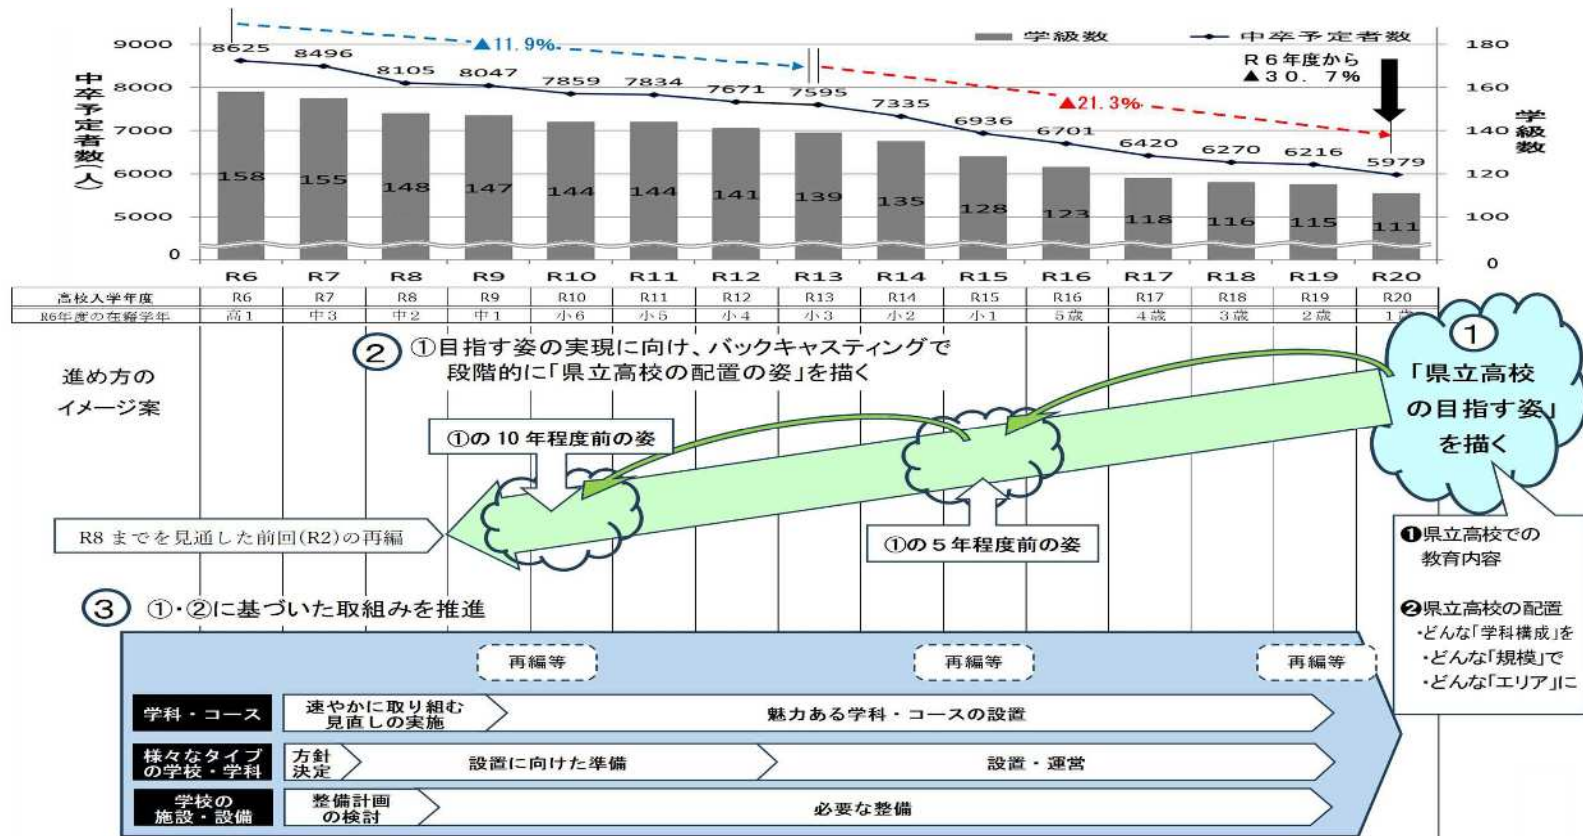 学級数
中卒予定者数
9000
8000
7000
6000
5000
0
中卒予定者数(人)
180
160
140
120
100
0
学級数
▲11.9%
▲21.3%
R6年度から
▲30.7%
8625
8496
8105
8047
7859
7834
7671
7595
7335
6936
6701
6420
6270
6216
5979
158
155
148
147
144
144
141
139
135
128
123
118
116
115
111
R6 R7 R8 R9 R10 R11 R12 R13 R14 R15 R16 R17 R18 R19 R20
高校入学年度 R6 R7 R8 R9 R10 R11 R12 R13 R14 R15 R16 R17 R18 R19 R20
R6年度の在籍学年 高1 中3 中2 中1 小6 小5 小4 小3 小2 小1 5歳 4歳 3歳 2歳 1歳
進め方の
イメージ案
② ①目指す姿の実現に向け、バックキャスティングで
段階的に「県立高校の配置の姿」を描く
①
「県立高校
の目指す姿」
を描く
①の10年程度前の姿
①の5年程度前の姿
R8までを見通した前回(R2)の再編
❶県立高校での
教育内容
❷県立高校の配置
・どんな「学科構成」を
・どんな「規模」で
・どんな「エリア」に
③ ①・②に基づいた取組みを推進
再編等
再編等
再編等
学科・コース
速やかに取り組む
見直しの実施
魅力ある学科・コースの設置
様々なタイプ
の学校・学科
方針
決定
設置に向けた準備
設置・運営
学校の
施設・設備
整備計画
の検討
必要な整備